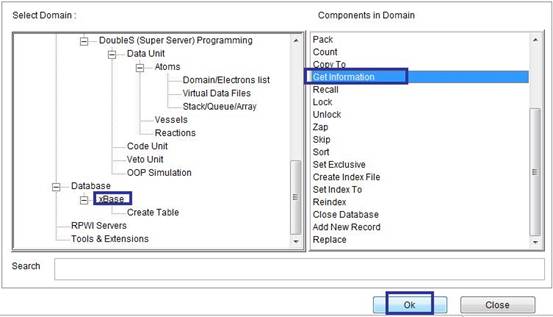 Select Domain :
Components in Domain
DoubleS (Super Server) Programming
Data Unit
Atoms
Domain/Electrons list
Virtual Data Files
Stack/Queue/Array
Vessels
Reactions
Code Unit
Veto Unit
OOP Simulation
Database
xBase
Create Table
RPWI Servers
Tools & Extensions
Pack
Count
Copy To
Get Information
Recall
Lock
Unlock
Zap
Skip
Sort
Set Exclusive
Create Index File
Set Index To
Reindex
Close Database
Add New Record
Replace
Search
Ok
Close